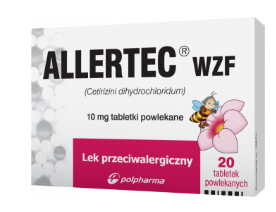 ALLERTEC® WZF
(Cetirizini dihydrochloridum)
10 mg tabletki powlekane
Lek przeciwalergiczny
20
tabletek
powlekanych
polpharma